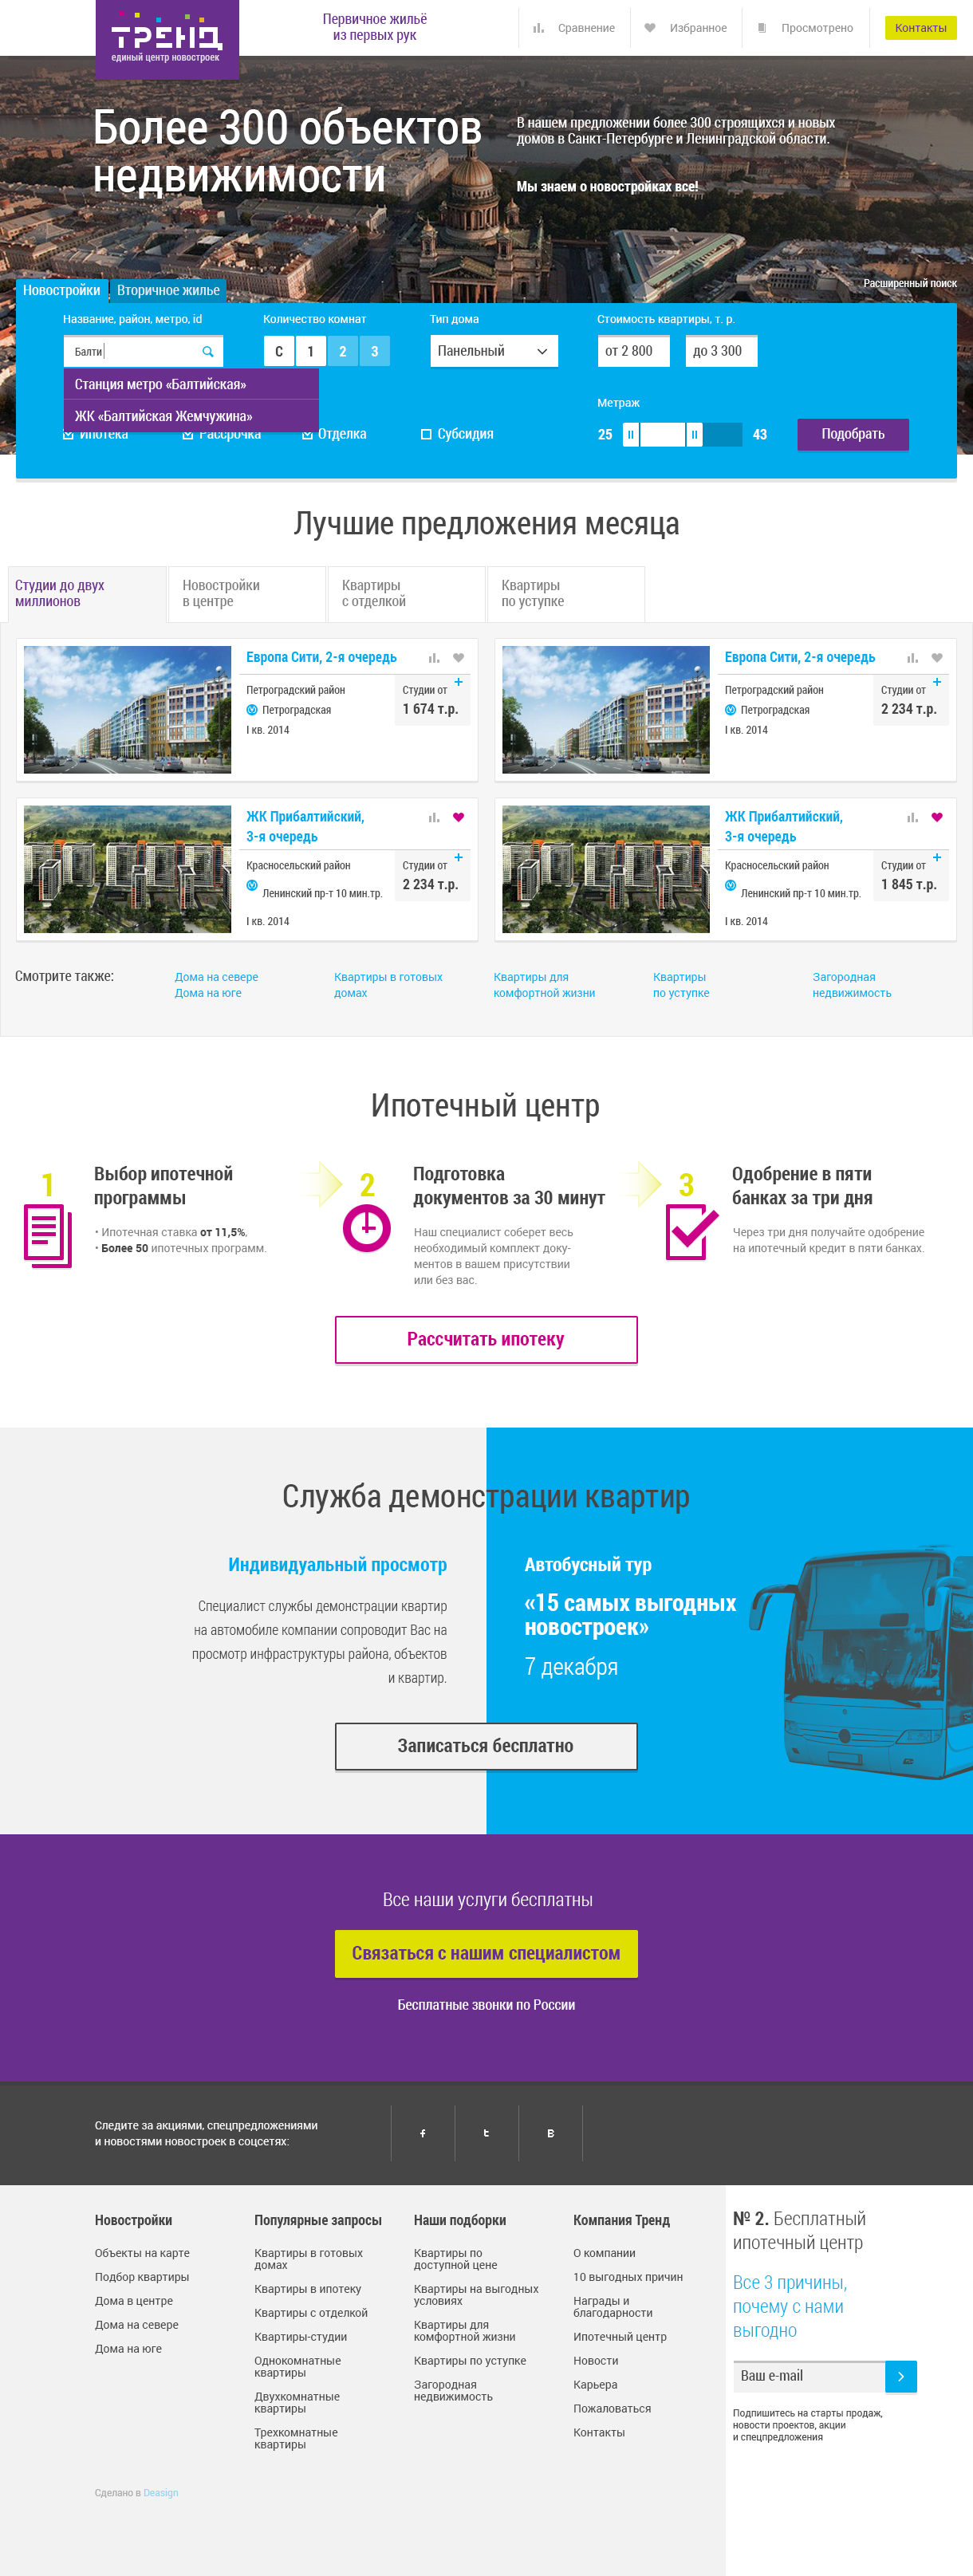 ТРЕНД
единый центр новостроек
Первичное жильё
из первых рук
Сравнение
Избранное
Просмотрено
Контакты
Более 300 объектов
недвижимости
В нашем предложении более 300 строящихся и новых
домов в Санкт-Петербурге и Ленинградской области.
Мы знаем о новостройках все!
Новостройки
Вторичное жилье
Расширенный поиск
Название, район, метро, id
Количество комнат
Тип дома
Стоимость квартиры, т. р.
Балти
С
1
2
3
Панельный
от 2 800
до 3 300
Станция метро «Балтийская»
ЖК «Балтийская Жемчужина»
Метраж
Ипотека
Рассрочка
Отделка
Субсидия
25
43
Подобрать
Лучшие предложения месяца
Студии до двух
миллионов
Новостройки
в центре
Квартиры
с отделкой
Квартиры
по уступке
Европа Сити, 2-я очередь
Петроградский район
Петроградская
I кв. 2014
Студии от
1 674 т.р.
Европа Сити, 2-я очередь
Петроградский район
Петроградская
I кв. 2014
Студии от
2 234 т.р.
ЖК Прибалтийский,
3-я очередь
Красносельский район
Ленинский пр-т 10 мин.тр.
I кв. 2014
Студии от
2 234 т.р.
ЖК Прибалтийский,
3-я очередь
Красносельский район
Ленинский пр-т 10 мин.тр.
I кв. 2014
Студии от
1 845 т.р.
Смотрите также:
Дома на севере
Дома на юге
Квартиры в готовых
домах
Квартиры для
комфортной жизни
Квартиры
по уступке
Загородная
недвижимость
Ипотечный центр
1
Выбор ипотечной
программы
• Ипотечная ставка от 11,5%.
• Более 50 ипотечных программ.
2
Подготовка
документов за 30 минут
Наш специалист соберет весь
необходимый комплект доку-
ментов в вашем присутствии
или без вас.
3
Одобрение в пяти
банках за три дня
Через три дня получайте одобрение
на ипотечный кредит в пяти банках.
Рассчитать ипотеку
Служба демонстрации квартир
Индивидуальный просмотр
Специалист службы демонстрации квартир
на автомобиле компании сопроводит Вас на
просмотр инфраструктуры района, объектов
и квартир.
Автобусный тур
«15 самых выгодных
новостроек»
7 декабря
Записаться бесплатно
Все наши услуги бесплатны
Связаться с нашим специалистом
Бесплатные звонки по России
Следите за акциями, спецпредложениями
и новостями новостроек в соцсетях:
f
t
B
Новостройки
Объекты на карте
Подбор квартиры
Дома в центре
Дома на севере
Дома на юге
Популярные запросы
Квартиры в готовых
домах
Квартиры в ипотеку
Квартиры с отделкой
Квартиры-студии
Однокомнатные
квартиры
Двухкомнатные
квартиры
Трехкомнатные
квартиры
Наши подборки
Квартиры по
доступной цене
Квартиры на выгодных
условиях
Квартиры для
комфортной жизни
Квартиры по уступке
Загородная
недвижимость
Компания Тренд
О компании
10 выгодных причин
Награды и
благодарности
Ипотечный центр
Новости
Карьера
Пожаловаться
Контакты
№ 2. Бесплатный
ипотечный центр
Все 3 причины,
почему с нами
выгодно
Ваш e-mail
Подпишитесь на старты продаж,
новости проектов, акции
и спецпредложения
Сделано в Deasign